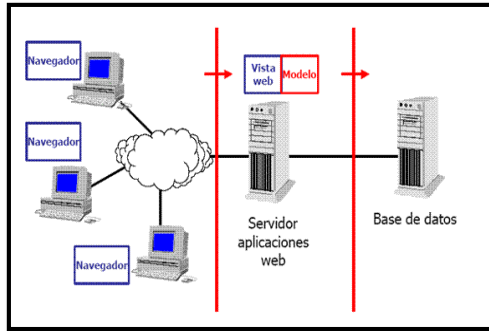 Navegador
Navegador
Navegador
Vista
web
Modelo
Servidor
aplicaciones
web
Base de datos